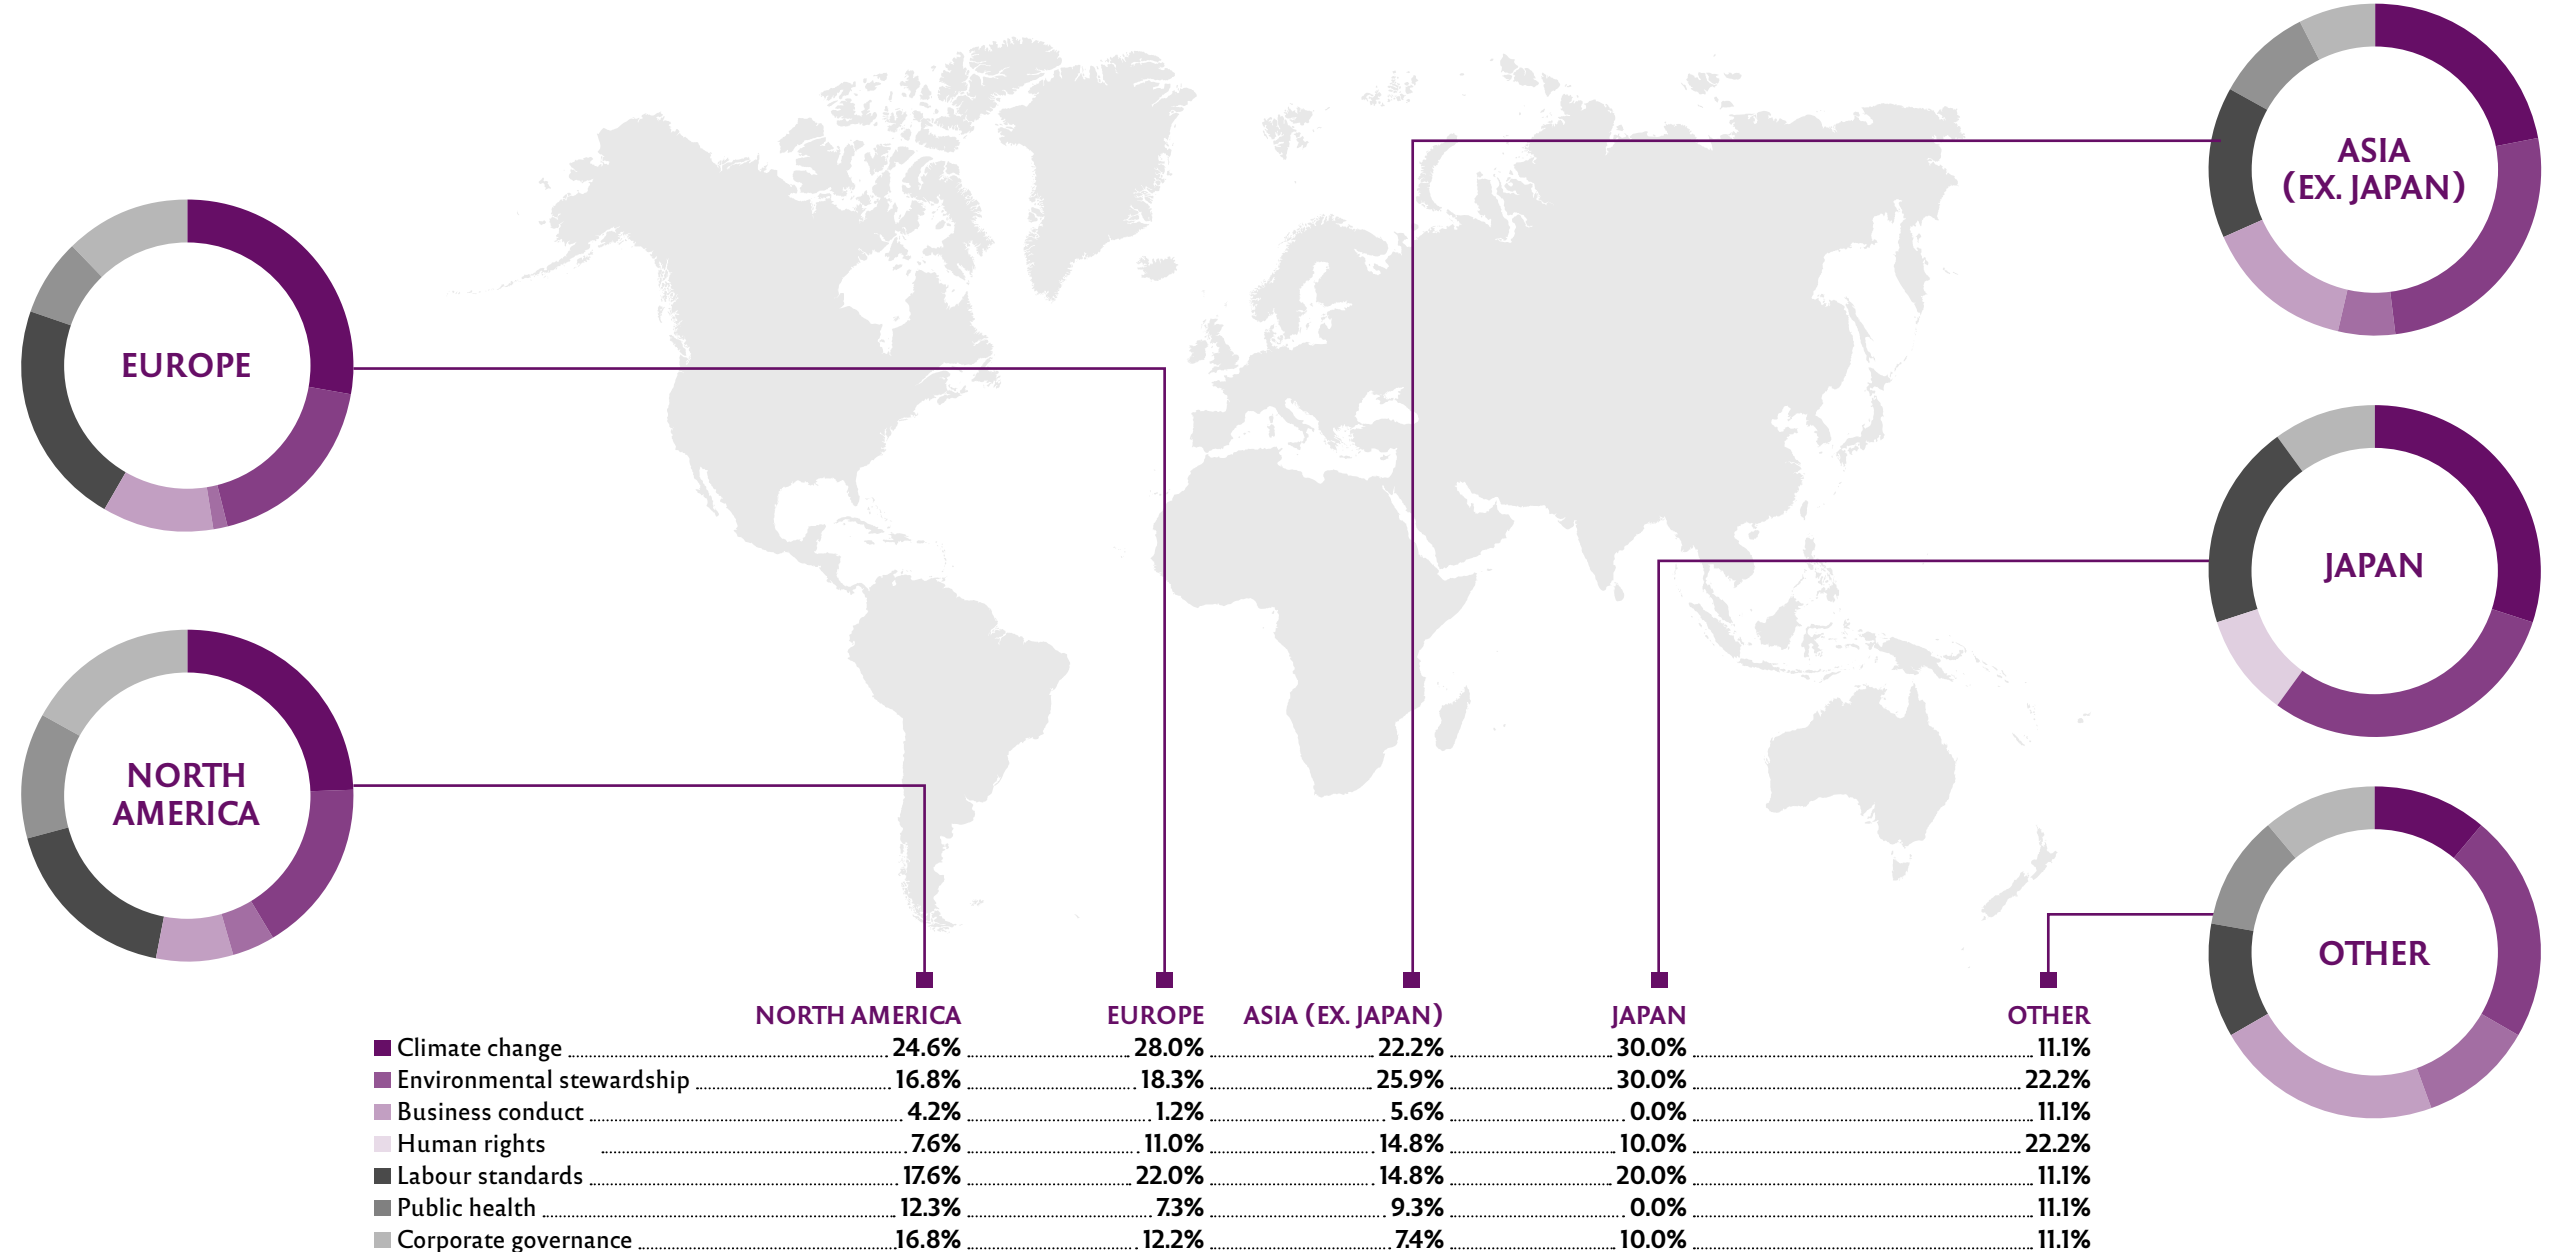 ASIA
(EX. JAPAN)
EUROPE
JAPAN
NORTH
AMERICA
OTHER
NORTH AMERICA EUROPE ASIA (EX. JAPAN) JAPAN OTHER
Climate change 24.6% 28.0% 22.2% 30.0% 11.1%
Environmental stewardship 16.8% 18.3% 25.9% 30.0% 22.2%
Business conduct 4.2% 1.2% 5.6% 0.0% 11.1%
Human rights 7.6% 11.0% 14.8% 10.0% 22.2%
Labour standards 17.6% 22.0% 14.8% 20.0% 11.1%
Public health 12.3% 7.3% 9.3% 0.0% 11.1%
Corporate governance 16.8% 12.2% 7.4% 10.0% 11.1%